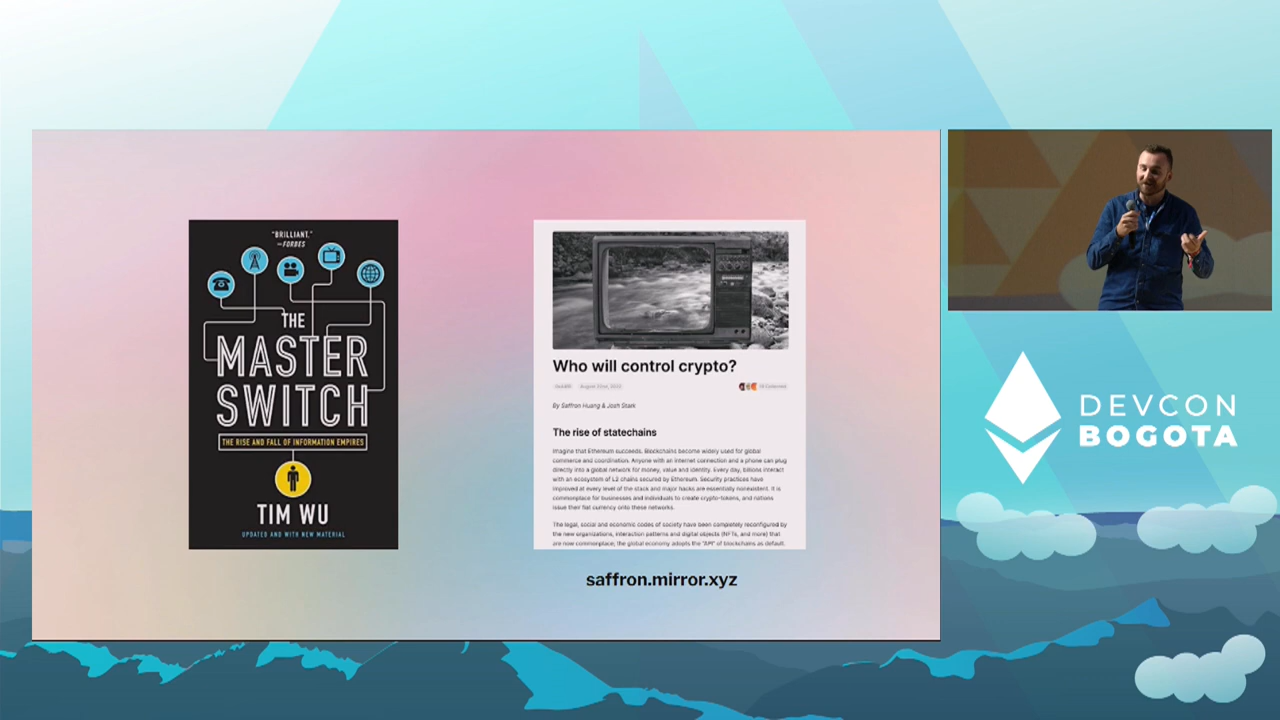 "BRILLIANT."
—FORBES
THE
MASTER
SWITCH
THE RISE AND FALL OF INFORMATION EMPIRES
TIM WU
UPDATED AND WITH NEW MATERIAL
Who will control crypto?
August 22nd, 2022
By Saffron Huang & Josh Stark
The rise of statechains
Imagine that Ethereum succeeds. Blockchains become widely used for global
commerce and coordination. Anyone with an internet connection and a phone can plug
directly into a global network for money, value and identity. Every day, billions interact
with an ecosystem of L2 chains secured by Ethereum. Security practices have
improved at every level of the stack and major hacks are essentially nonexistent. It is
commonplace for businesses and individuals to create crypto-tokens, and nations
issue their fiat currency onto these networks.
The legal, social and economic codes of society have been completely reconfigured by
the new organizations, interaction patterns and digital objects (NFTs, and more) that
are now commonplace, the global economy adopts the "API" of blockchains as default.
saffron.mirror.xyz
DEVCON
BOGOTA